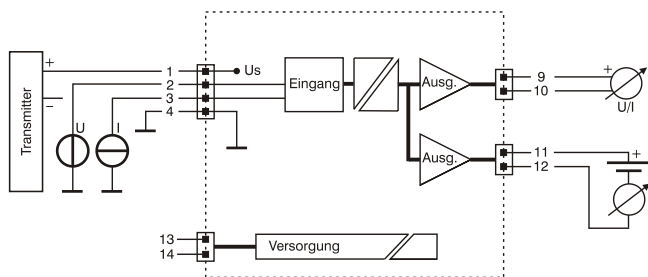 Transmitter
+
−
U
I
1
2
3
4
Us
Eingang
Ausg.
Ausg.
9
10
+
U/I
11
12
+
13
14
Versorgung